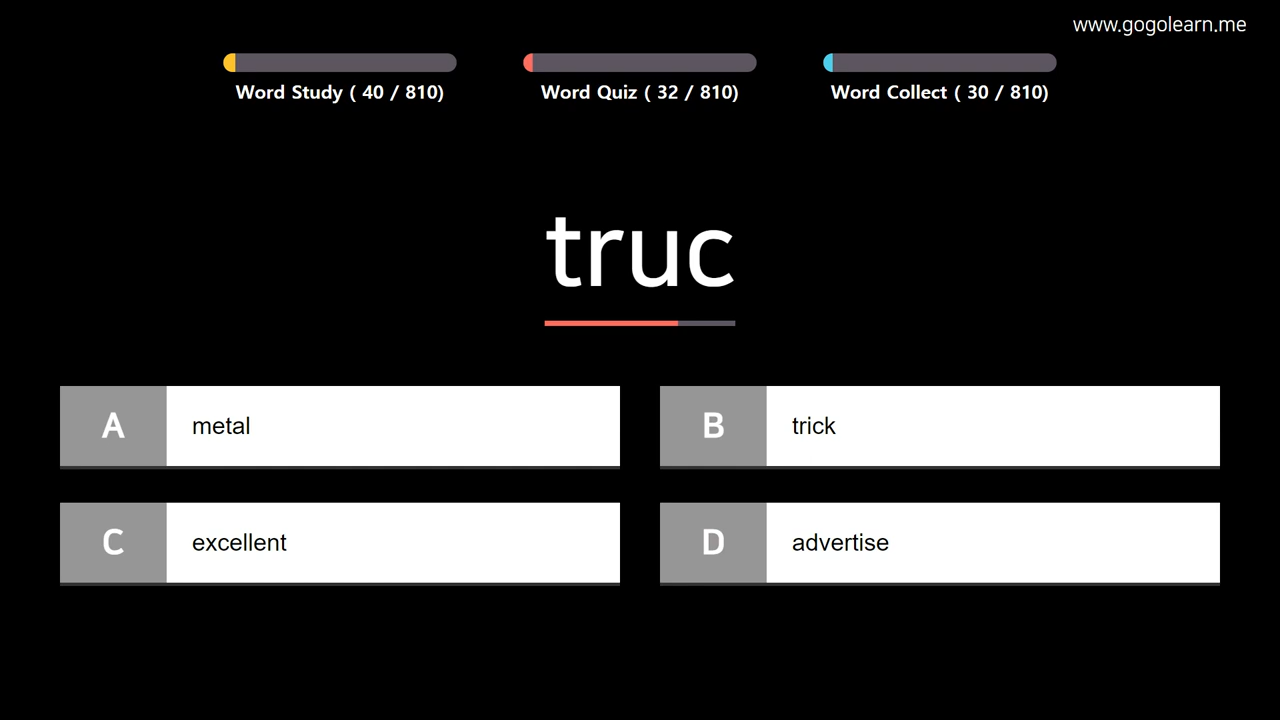 www.gogolearn.me
Word Study ( 40 / 810)
Word Quiz ( 32 / 810)
Word Collect ( 30 / 810)
truc
A metal
B trick
C excellent
D advertise